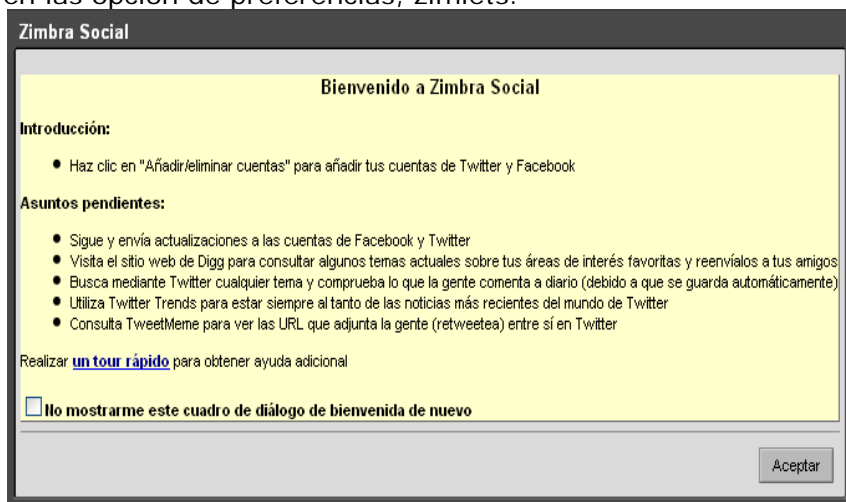 en las opción de preferencias, zimlets.
Zimbra Social
Bienvenido a Zimbra Social
Introducción:
• Haz clic en "Añadir/eliminar cuentas" para añadir tus cuentas de Twitter y Facebook
Asuntos pendientes:
• Sigue y envía actualizaciones a las cuentas de Facebook y Twitter
• Visita el sitio web de Digg para consultar algunos temas actuales sobre tus áreas de interés favoritas y reenvíalos a tus amigos
• Busca mediante Twitter cualquier tema y comprueba lo que la gente comenta a diario (debido a que se guarda automáticamente)
• Utiliza Twitter Trends para estar siempre al tanto de las noticias más recientes del mundo de Twitter
• Consulta TweetMeme para ver las URL que adjunta la gente (retweetea) entre sí en Twitter
Realizar un tour rápido para obtener ayuda adicional
No mostrarme este cuadro de diálogo de bienvenida de nuevo
Aceptar